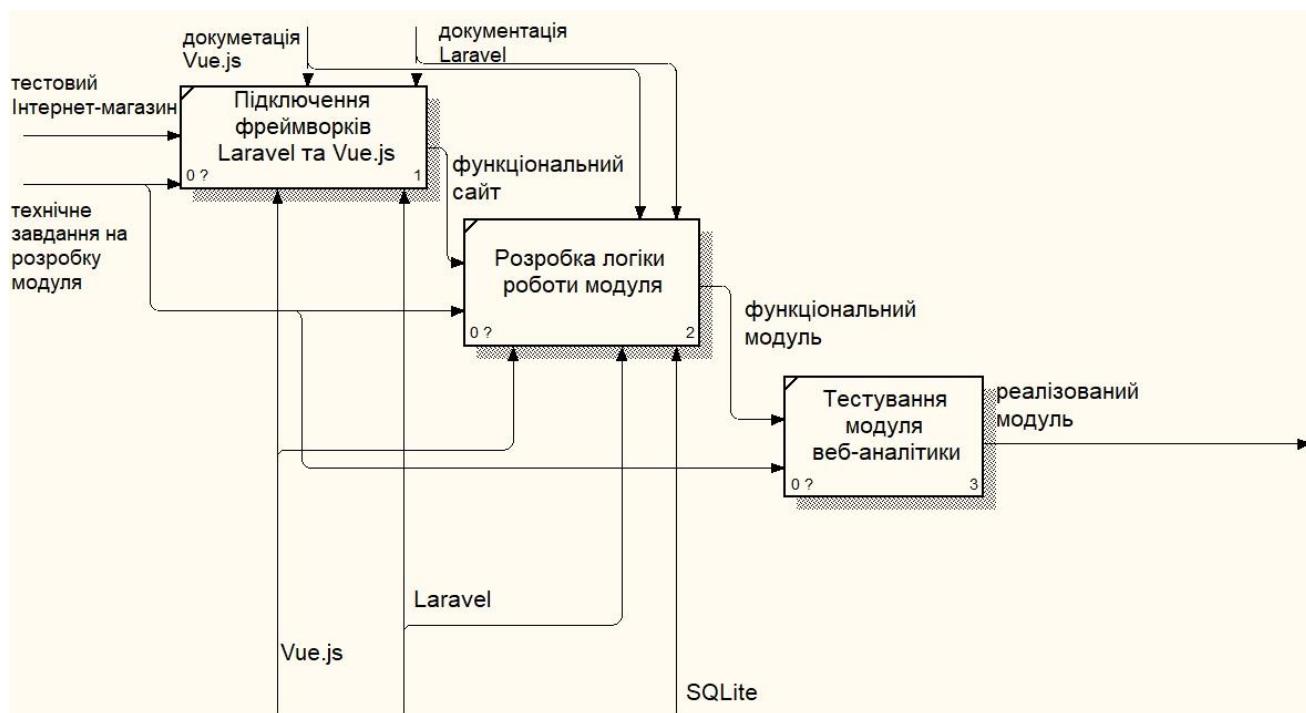 докуметація
Vue.js
документація
Laravel
тестовий
Інтернет-магазин
Підключення
фреймворків
Laravel та Vue.js
0 ?
1
функціональний
сайт
технічне
завдання на
розробку
модуля
Розробка логіки
роботи модуля
0 ?
2
функціональний
модуль
Тестування
модуля
веб-аналітики
0 ?
3
реалізований
модуль
Laravel
Vue.js
SQLite